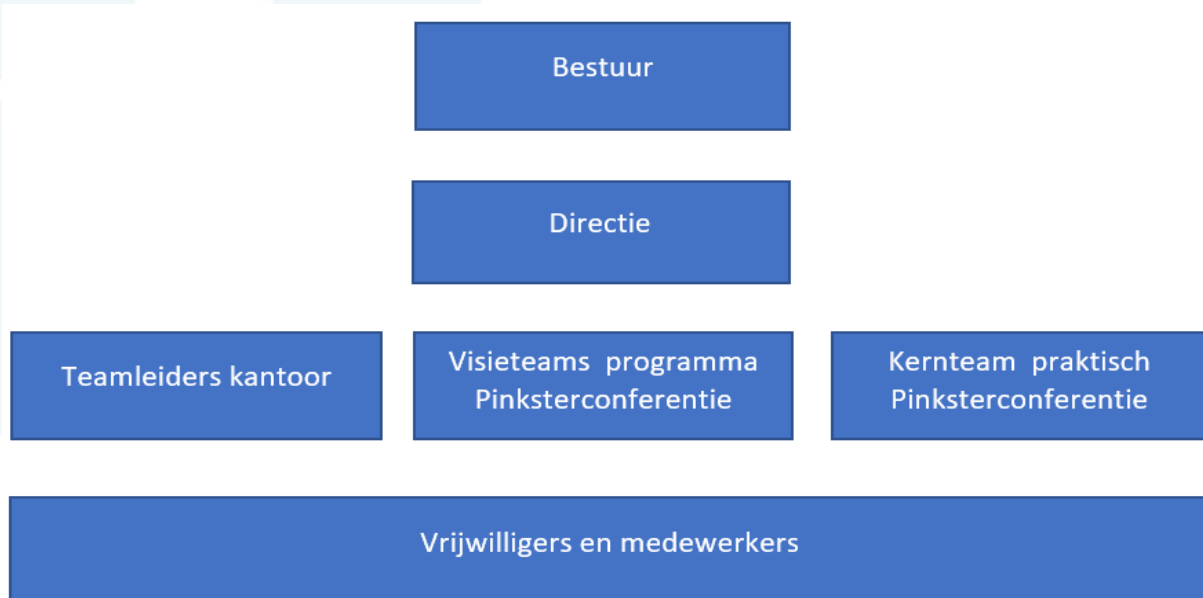 Bestuur
Directie
Teamleiders kantoor
Visieteams programma
Pinksterconferentie
Kernteam praktisch
Pinksterconferentie
Vrijwilligers en medewerkers